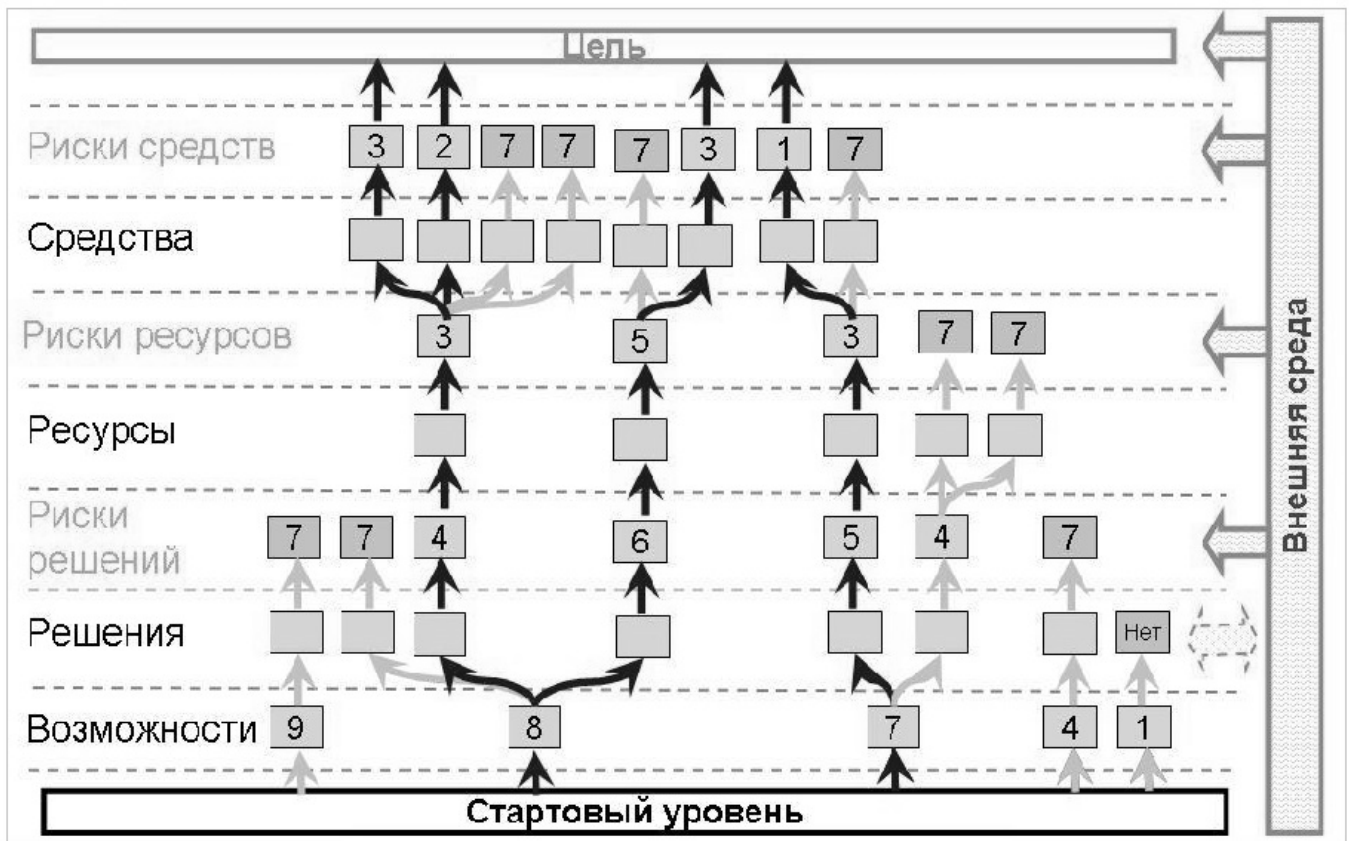 Цель
Риски средств
3 2 7 7 7 3 1 7
Средства
Риски ресурсов
3 5 3 7 7
Ресурсы
Риски
решений
7 7 4 6 5 4 7
Решения
Нет
Возможности
9 8 7 4 1
Стартовый уровень
Внешняя среда